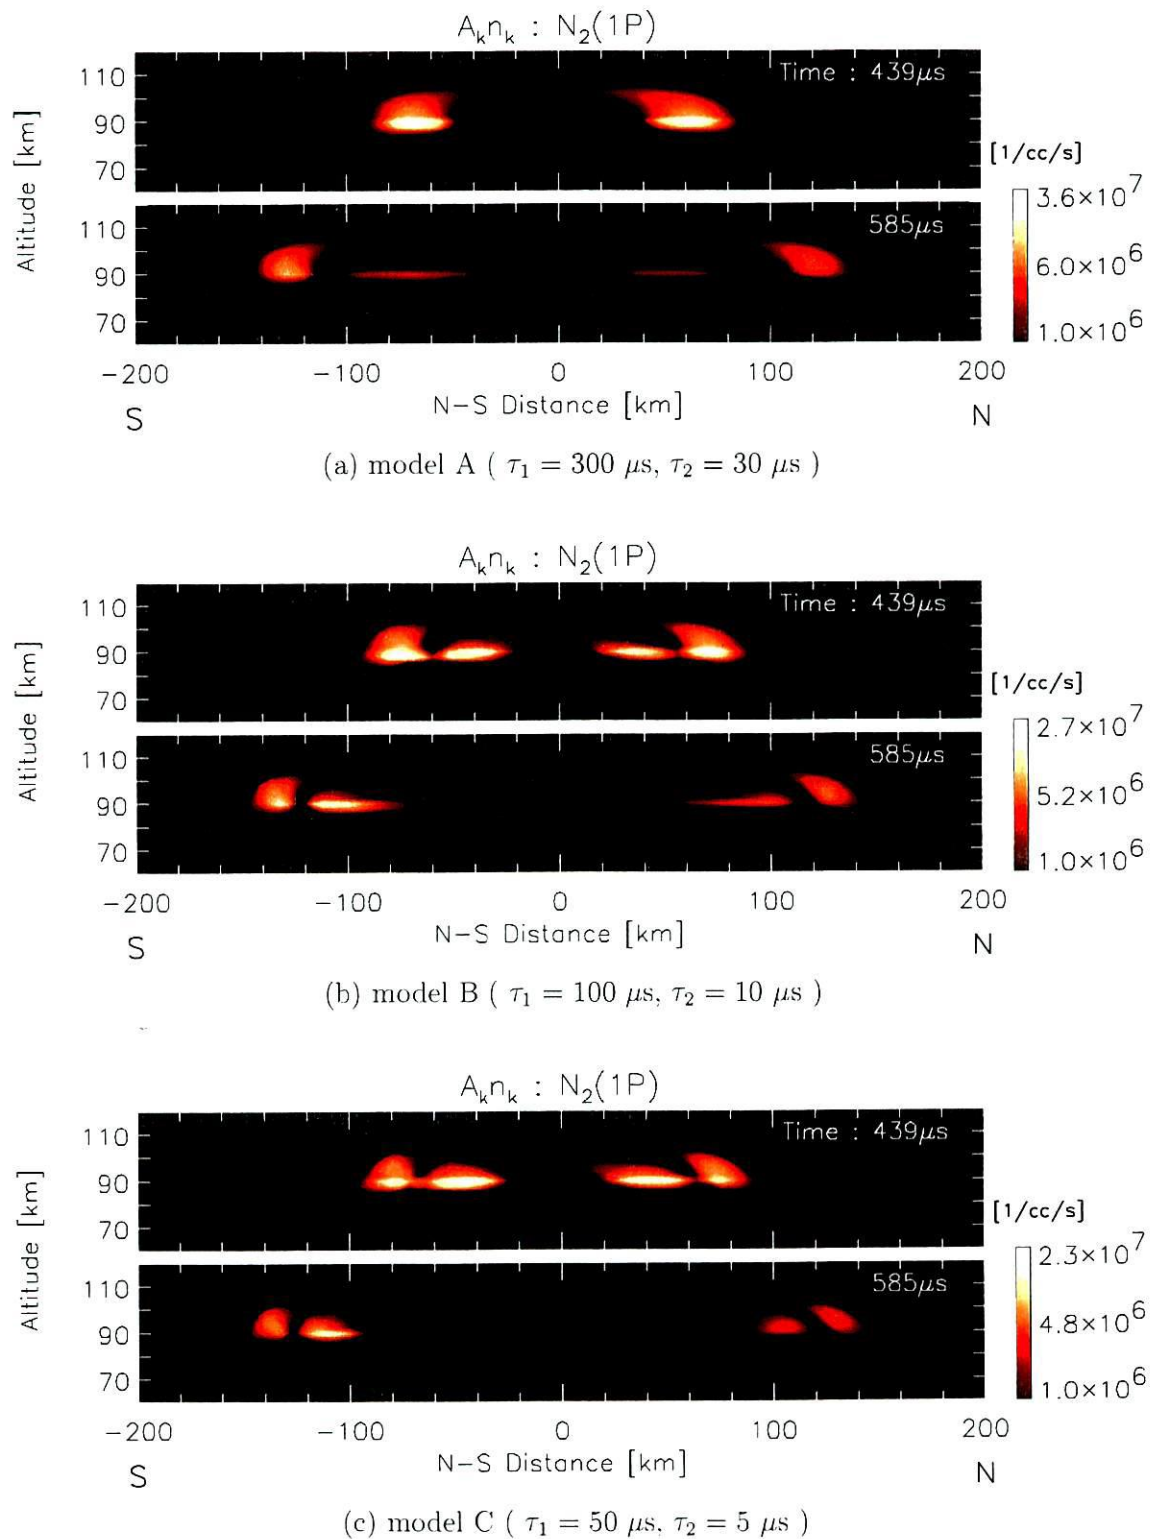 A_k n_k : N_2(1P)
Time : 439μs
110
90
70
585μs
110
90
70
Altitude [km]
[1/cc/s]
3.6×10^7
6.0×10^6
1.0×10^6
-200 -100 0 100 200
S N-S Distance [km] N
(a) model A ( τ_1 = 300 μs, τ_2 = 30 μs )
A_k n_k : N_2(1P)
Time : 439μs
110
90
70
585μs
110
90
70
Altitude [km]
[1/cc/s]
2.7×10^7
5.2×10^6
1.0×10^6
-200 -100 0 100 200
S N-S Distance [km] N
(b) model B ( τ_1 = 100 μs, τ_2 = 10 μs )
A_k n_k : N_2(1P)
Time : 439μs
110
90
70
585μs
110
90
70
Altitude [km]
[1/cc/s]
2.3×10^7
4.8×10^6
1.0×10^6
-200 -100 0 100 200
S N-S Distance [km] N
(c) model C ( τ_1 = 50 μs, τ_2 = 5 μs )